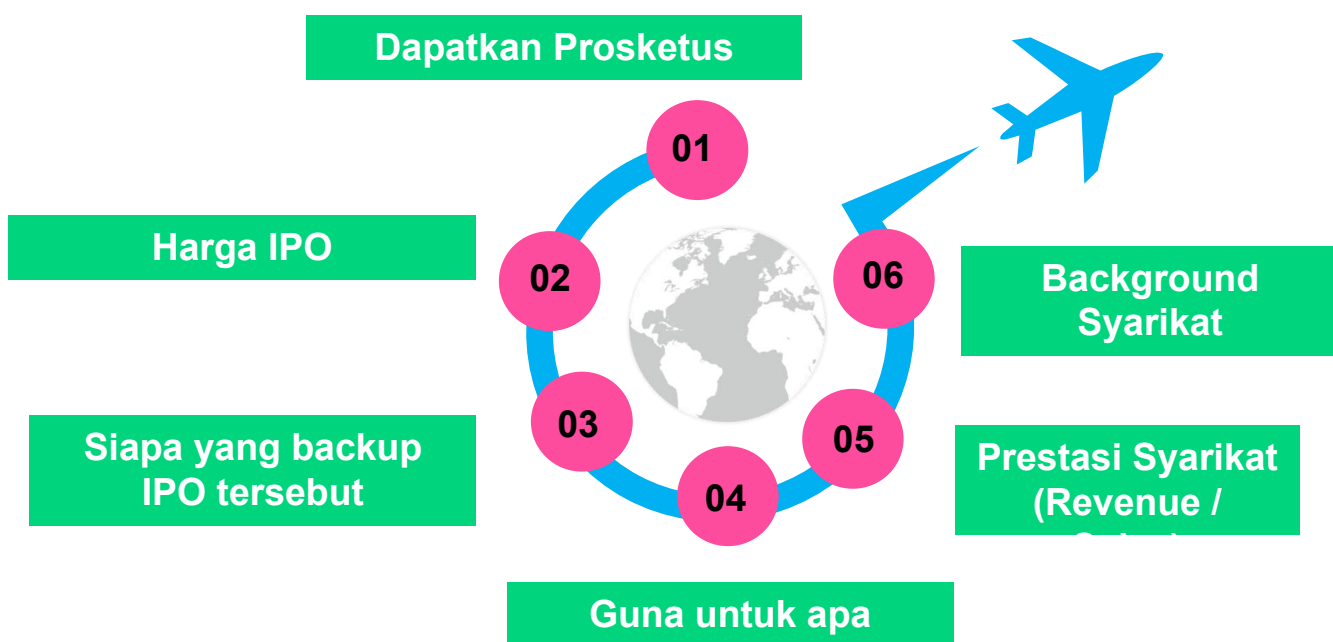 Dapatkan Prosketus
01
Harga IPO
02
06
Background
Syarikat
Siapa yang backup
IPO tersebut
03
05
Prestasi Syarikat
(Revenue /
04
Guna untuk apa